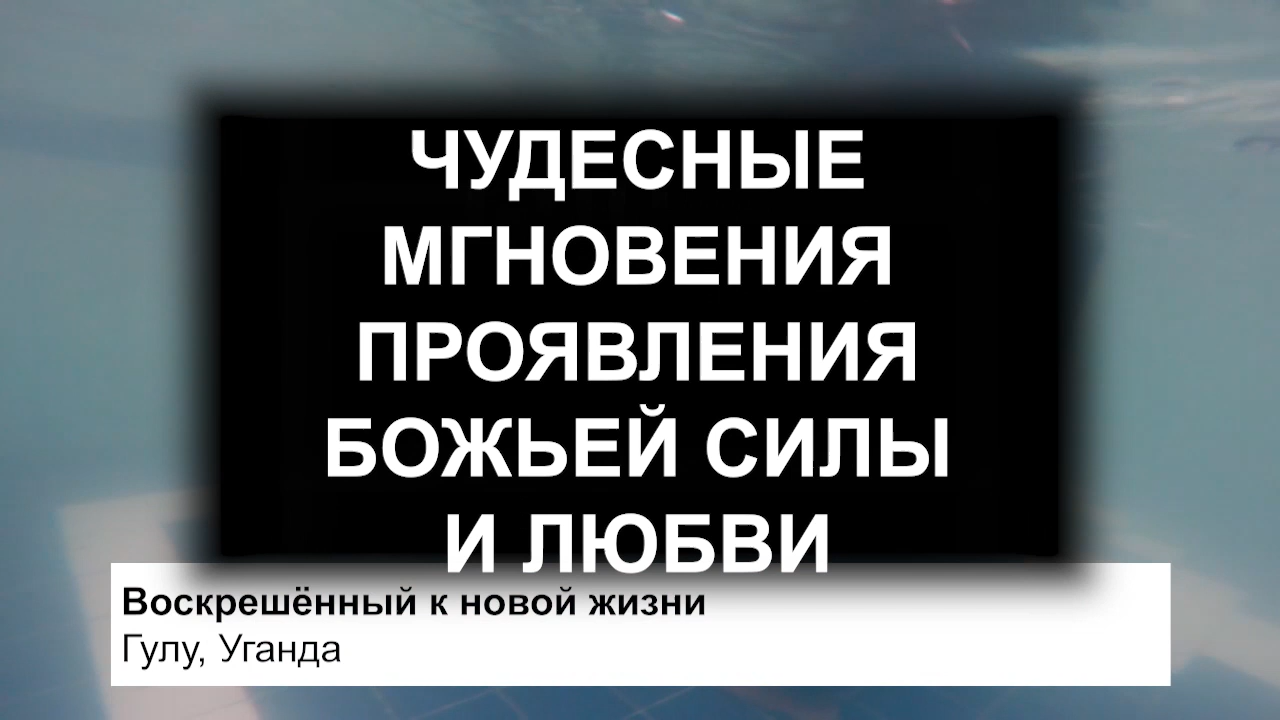 ЧУДЕСНЫЕ
МГНОВЕНИЯ
ПРОЯВЛЕНИЯ
БОЖЬЕЙ СИЛЫ
И ЛЮБВИ
Воскрешённый к новой жизни
Гулу, Уганда